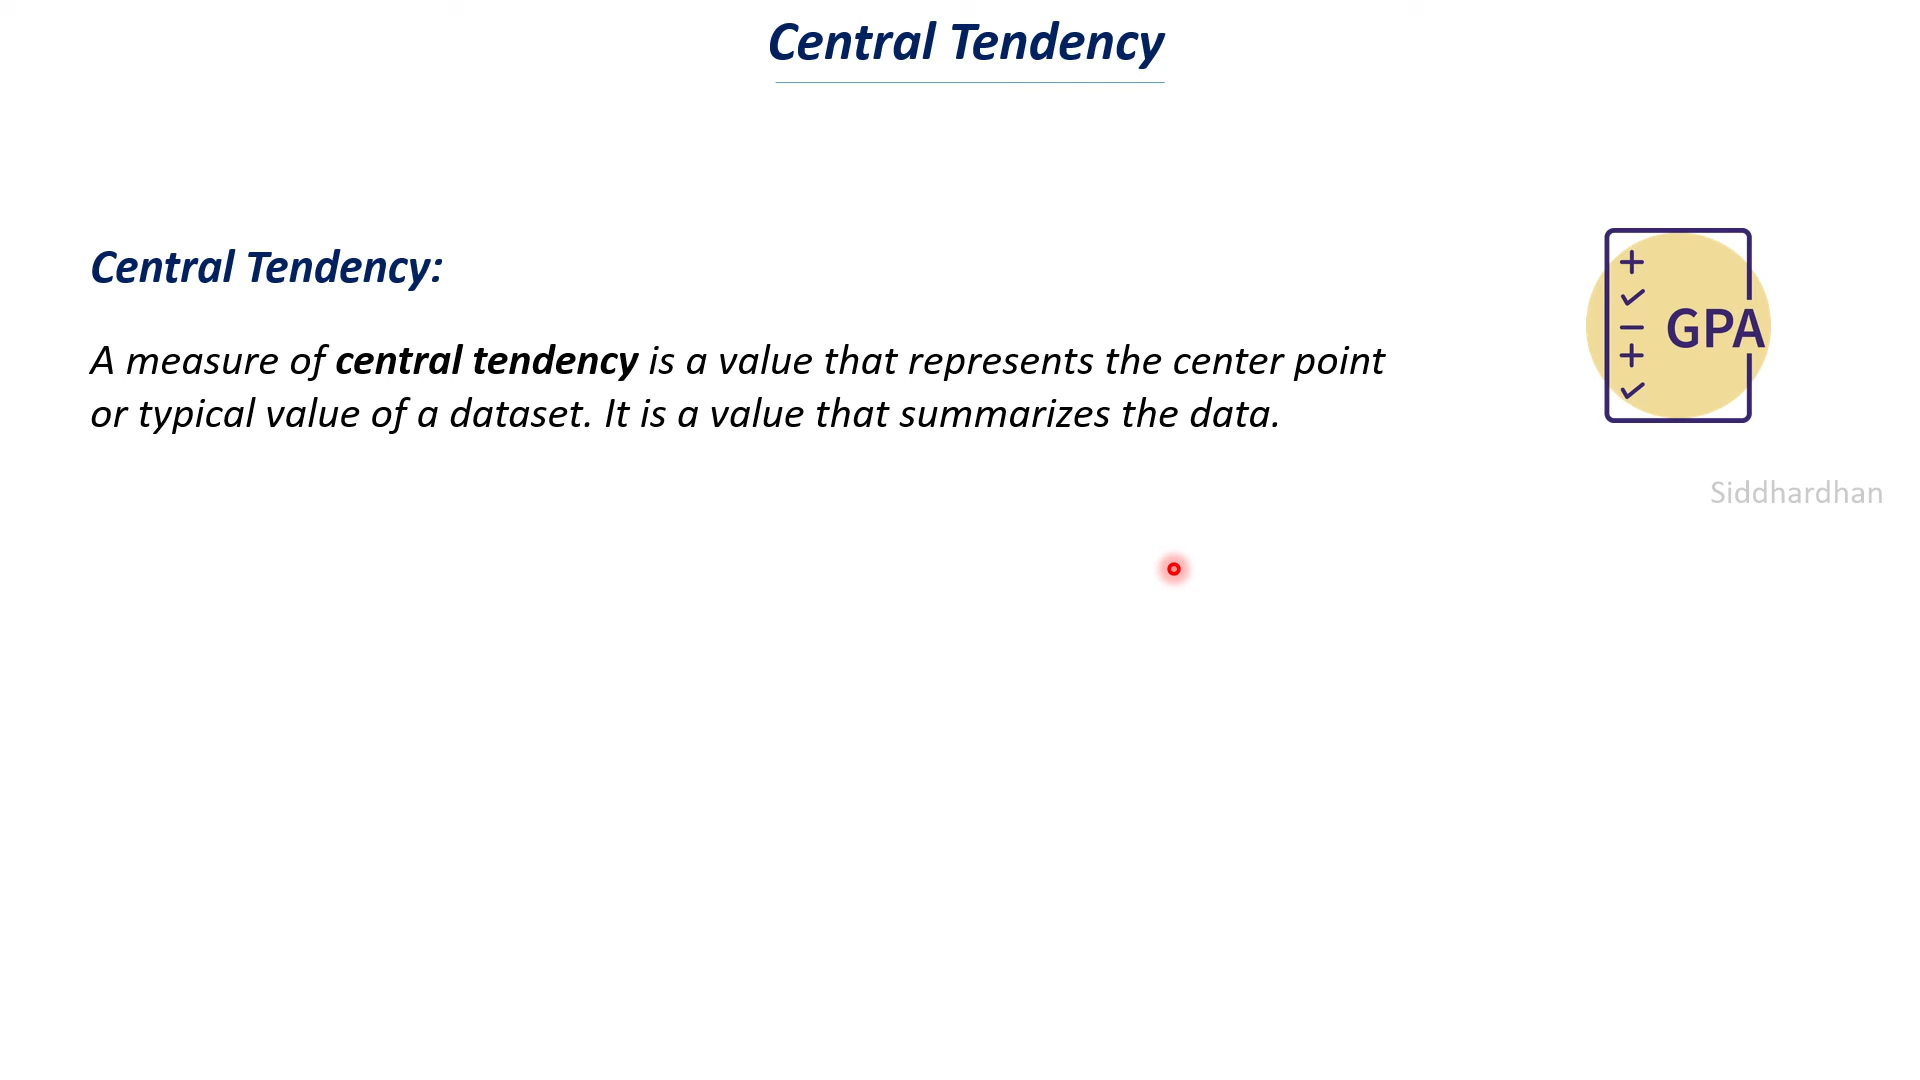 Central Tendency
Central Tendency:
A measure of central tendency is a value that represents the center point
or typical value of a dataset. It is a value that summarizes the data.
GPA
Siddhardhan